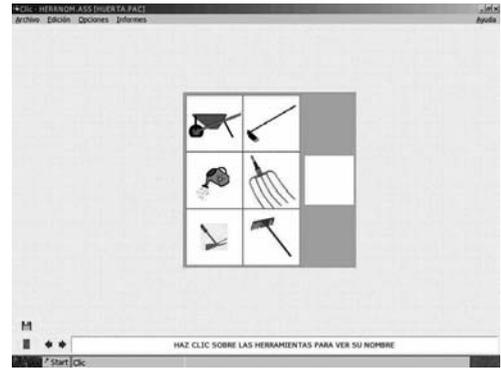 Clic - HERRNOM.ASS [HUERTA.PAC]
Archivo Edición Opciones Informes Ayuda
HAZ CLIC SOBRE LAS HERRAMIENTAS PARA VER SU NOMBRE
Start Clic